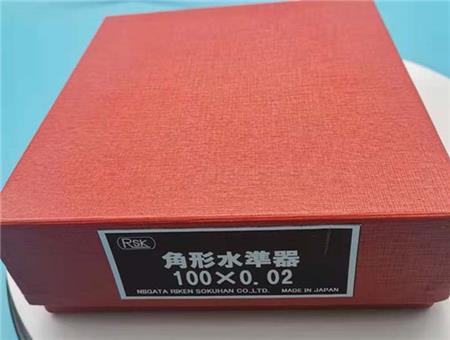 RSK
角形水準器
100×0.02
NIIGATA RIKEN SOKUHAN CO.,LTD. MADE IN JAPAN